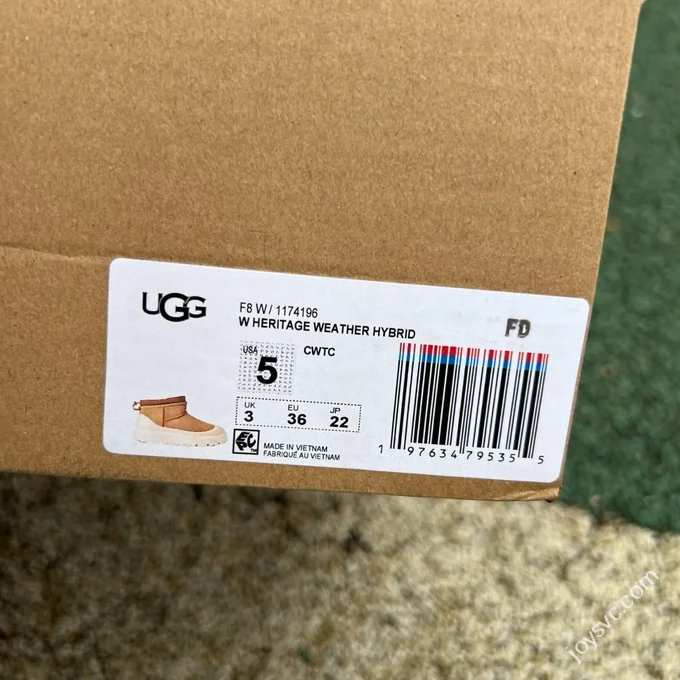 UGG
F8 W/ 1174196
W HERITAGE WEATHER HYBRID
FD
USA
5
CWTC
UK
3
EU
36
JP
22
MADE IN VIETNAM
FABRIQUÉ AU VIETNAM
1 97634 79535 5
joysvc.com